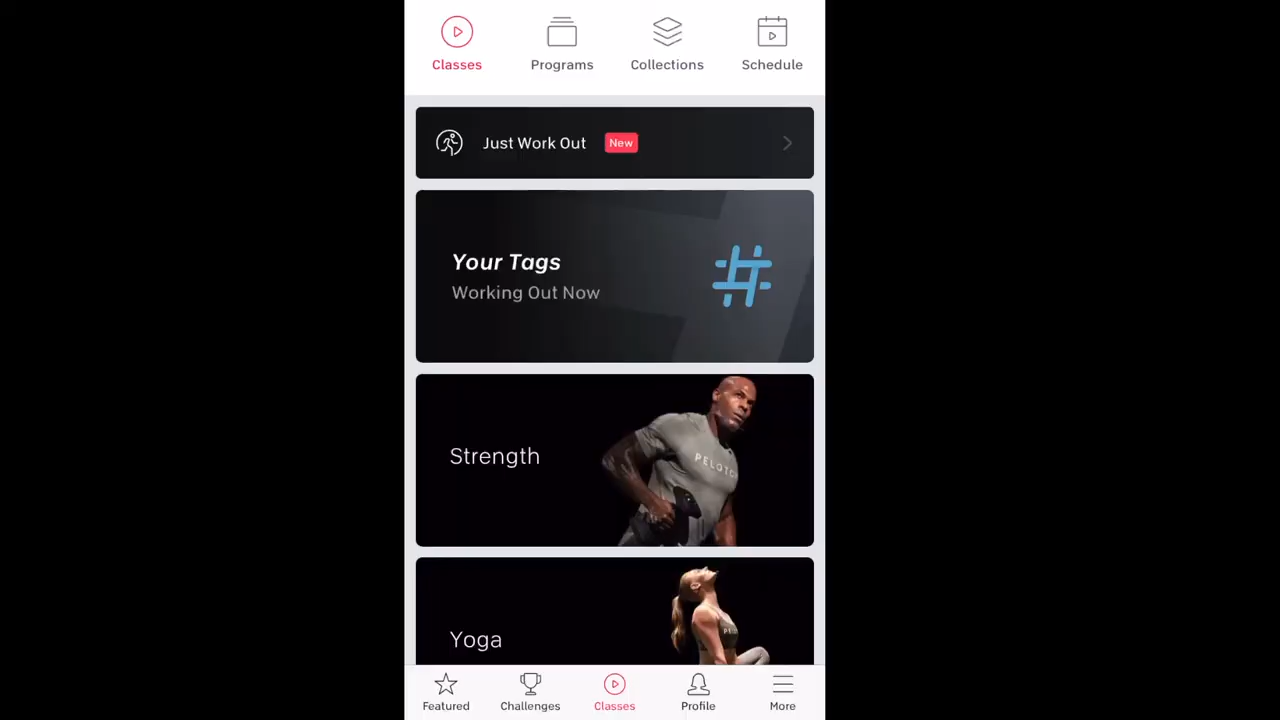 Classes
Programs
Collections
Schedule
Just Work Out
New
Your Tags
Working Out Now
Strength
PELOTON
Yoga
Featured
Challenges
Classes
Profile
More